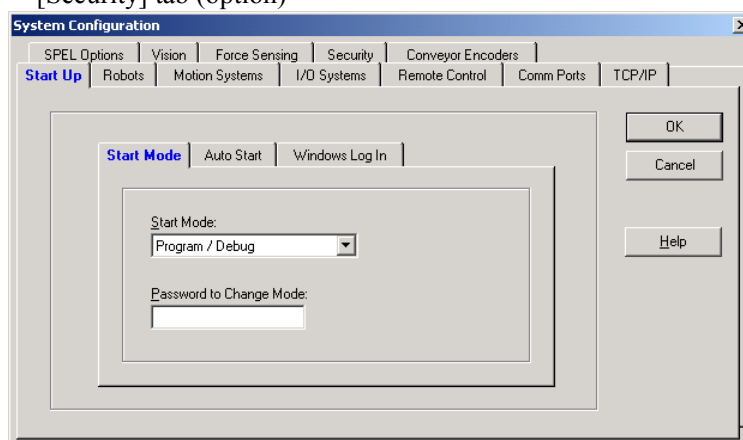 [Security] tab (option)
System Configuration
SPEL Options Vision Force Sensing Security Conveyor Encoders
Start Up Robots Motion Systems I/O Systems Remote Control Comm Ports TCP/IP
OK
Start Mode Auto Start Windows Log In
Cancel
Start Mode:
Program / Debug
Help
Password to Change Mode: